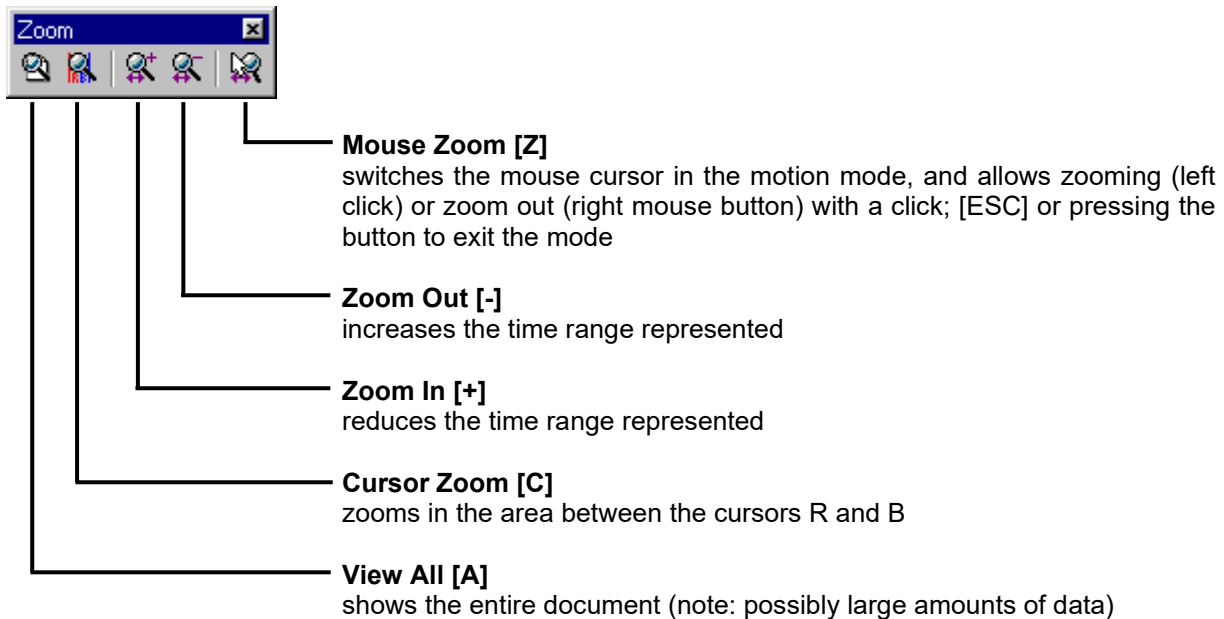 Zoom
Mouse Zoom [Z]
switches the mouse cursor in the motion mode, and allows zooming (left
click) or zoom out (right mouse button) with a click; [ESC] or pressing the
button to exit the mode
Zoom Out [-]
increases the time range represented
Zoom In [+]
reduces the time range represented
Cursor Zoom [C]
zooms in the area between the cursors R and B
View All [A]
shows the entire document (note: possibly large amounts of data)